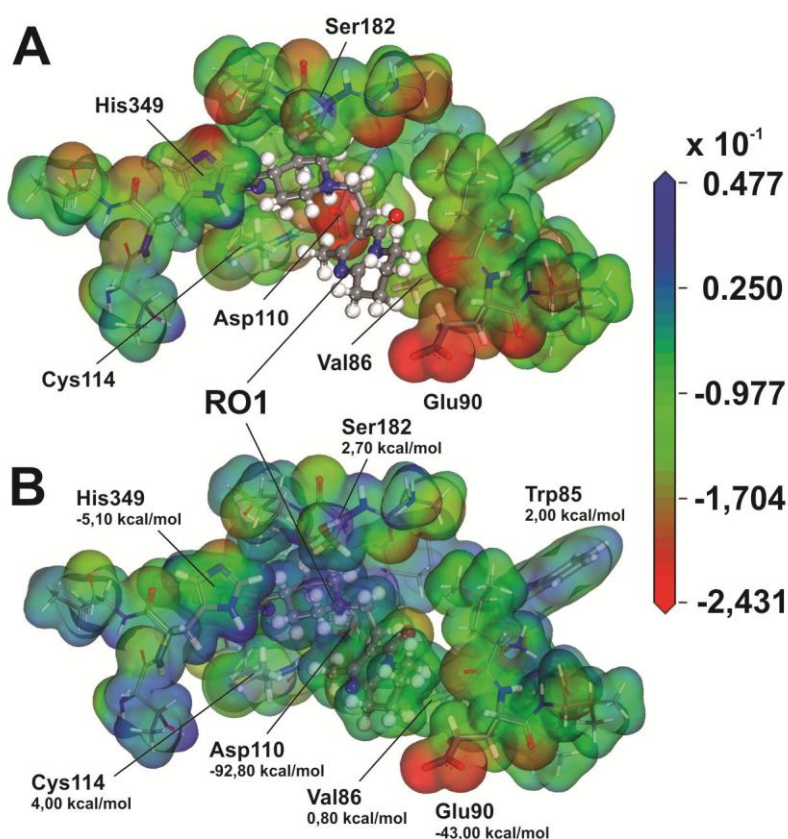 A
Ser182
His349
Asp110
Cys114
Val86
Glu90
RO1
x 10⁻¹
0.477
0.250
-0.977
-1,704
-2,431
B
Ser182
2,70 kcal/mol
His349
-5,10 kcal/mol
Trp85
2,00 kcal/mol
Asp110
-92,80 kcal/mol
Cys114
4,00 kcal/mol
Val86
0,80 kcal/mol
Glu90
-43,00 kcal/mol